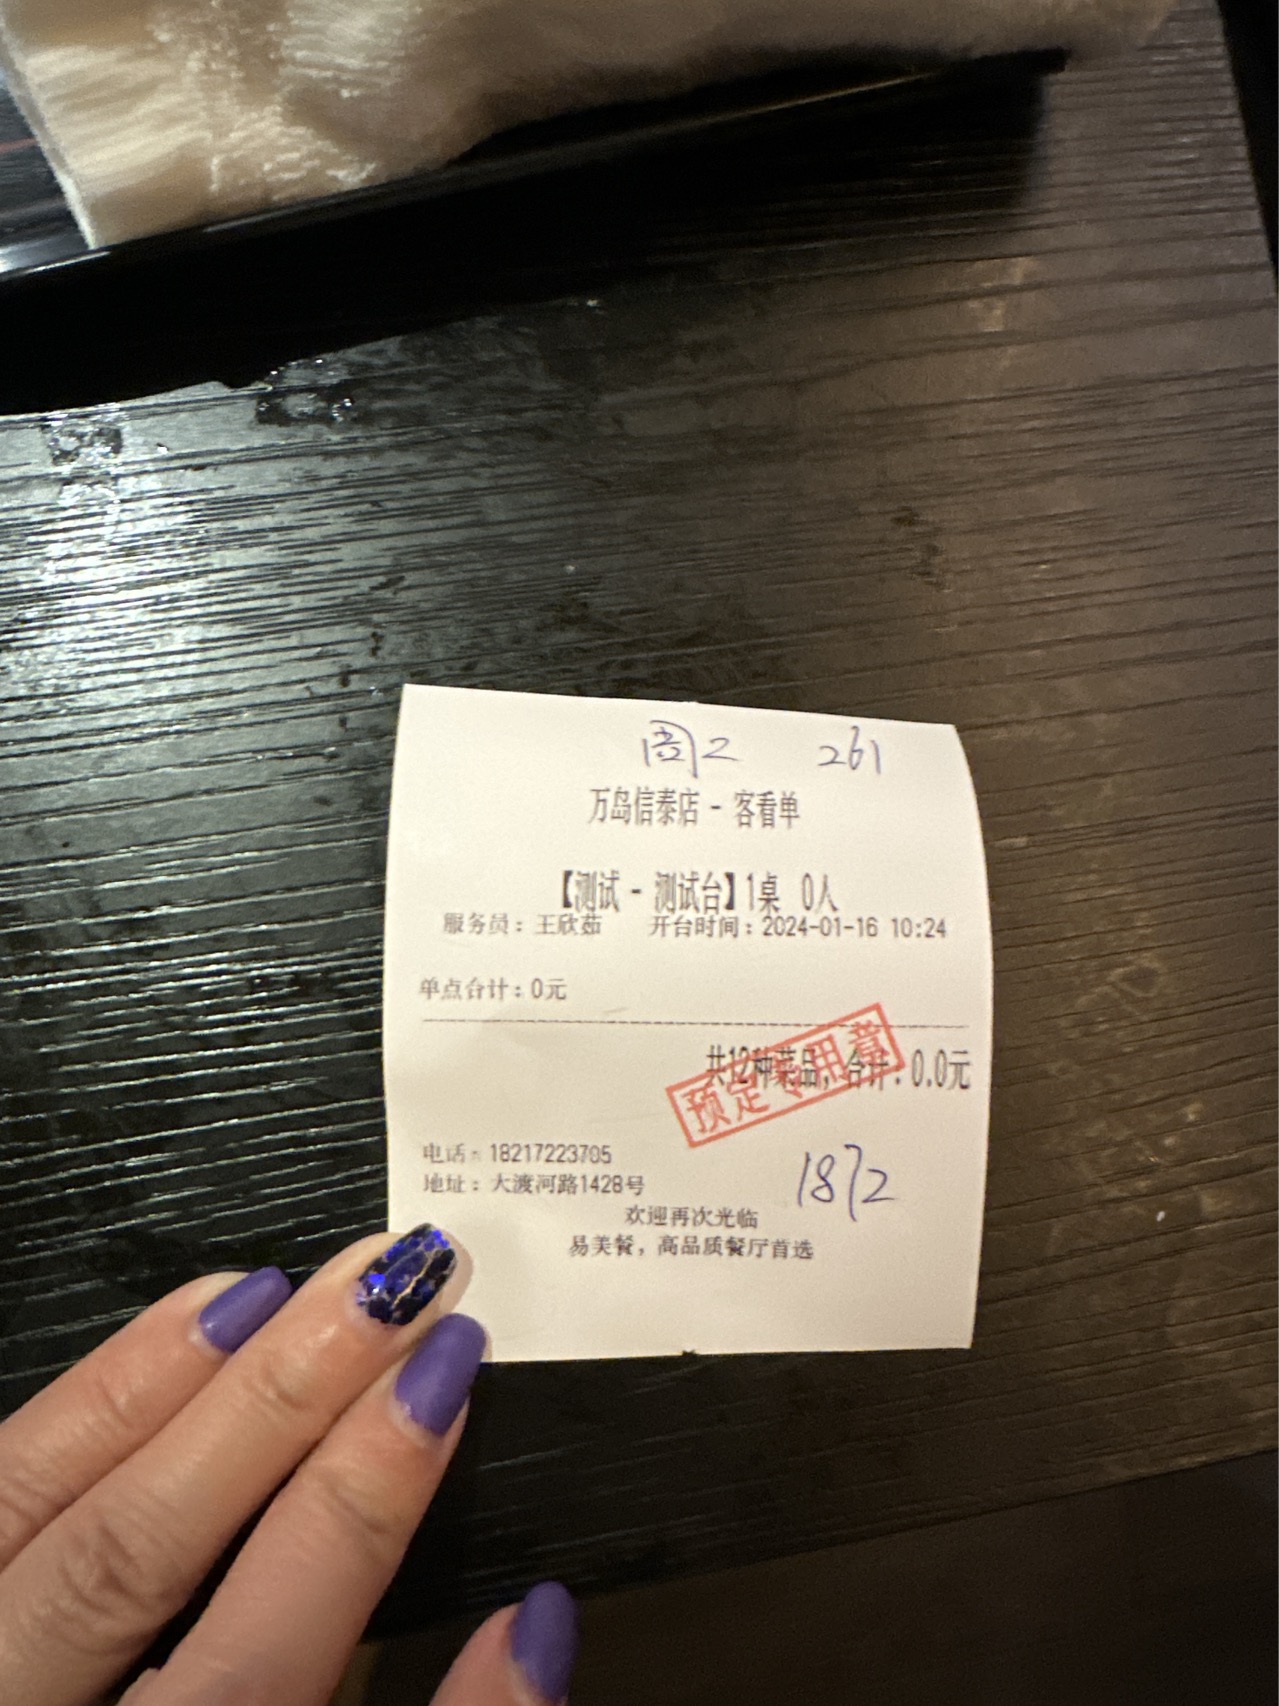 周二 261
万岛信泰店 - 客看单
【测试 - 测试台】1桌 0人
服务员：王欣茹 开台时间：2024-01-16 10:24
单点合计：0元
共12种菜品，合计：0.0元
预定专用章
电话：18217223705
地址：大渡河路1428号
1872
欢迎再次光临
易美餐，高品质餐厅首选